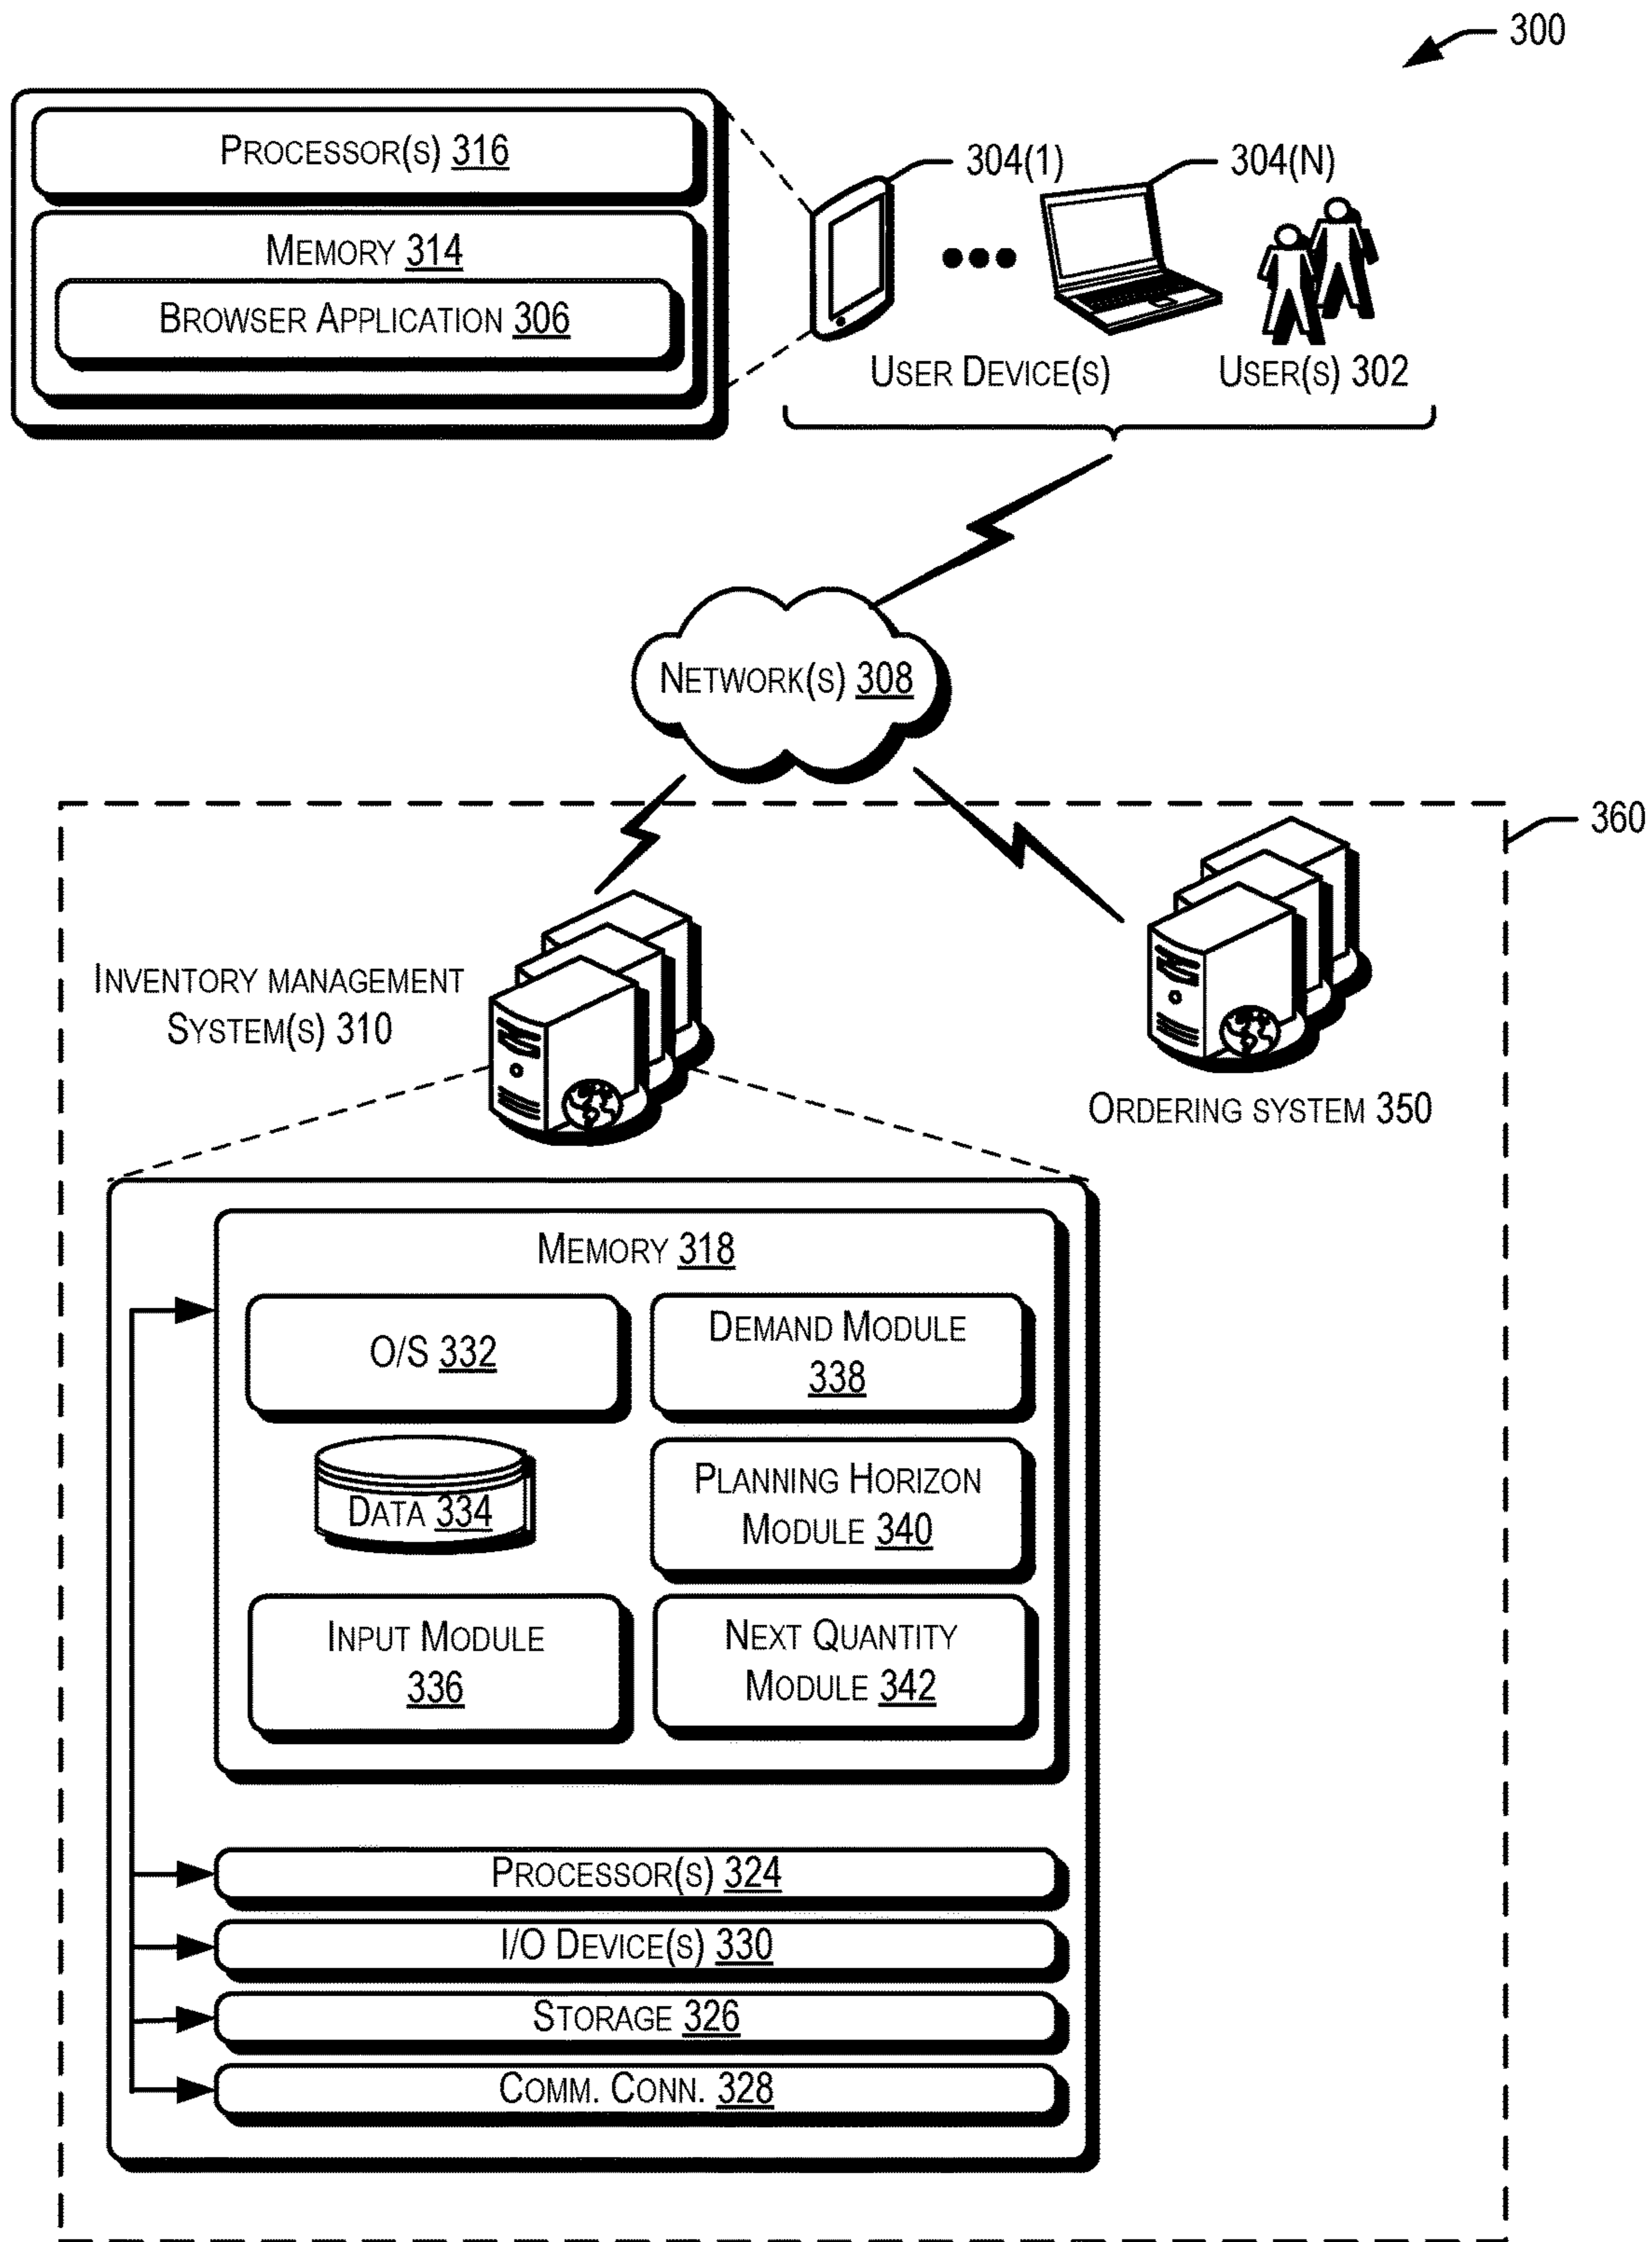 300
PROCESSOR(S) 316
MEMORY 314
BROWSER APPLICATION 306
304(1)
304(N)
USER DEVICE(S)
USER(S) 302
NETWORK(S) 308
360
INVENTORY MANAGEMENT
SYSTEM(S) 310
ORDERING SYSTEM 350
MEMORY 318
O/S 332
DEMAND MODULE
338
DATA 334
PLANNING HORIZON
MODULE 340
INPUT MODULE
336
NEXT QUANTITY
MODULE 342
PROCESSOR(S) 324
I/O DEVICE(S) 330
STORAGE 326
COMM. CONN. 328